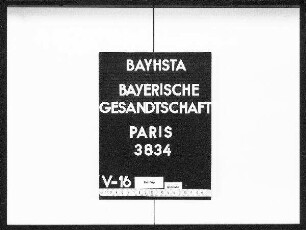 BAYHSTA
BAYERISCHE
GESANDTSCHAFT
PARIS
3834
V-16